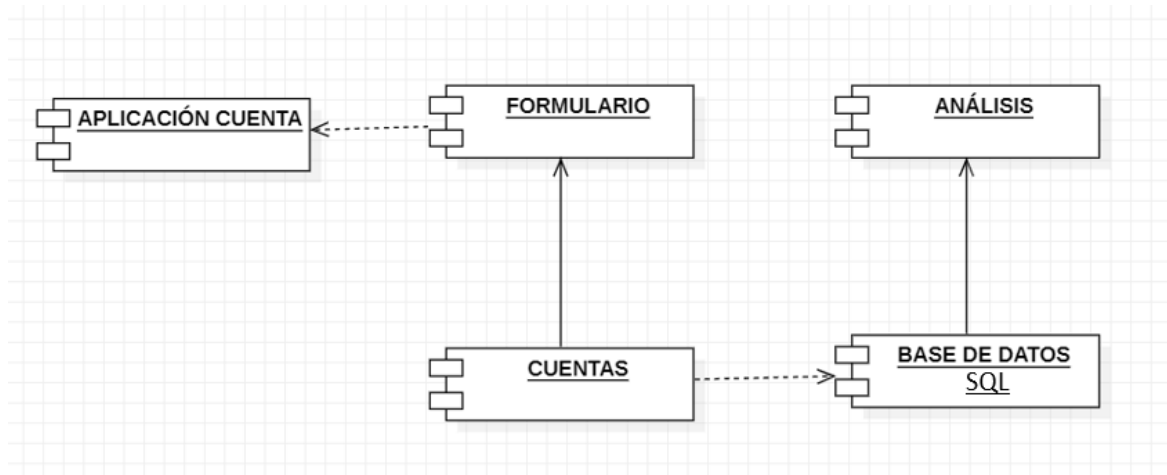 APLICACIÓN CUENTA
FORMULARIO
ANÁLISIS
CUENTAS
BASE DE DATOS
SQL